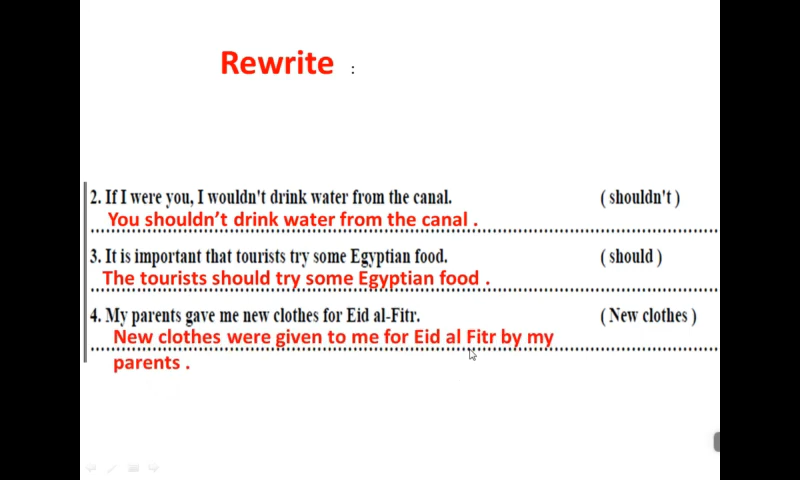 Rewrite :
2. If I were you, I wouldn't drink water from the canal. ( shouldn't )
You shouldn’t drink water from the canal .
3. It is important that tourists try some Egyptian food. ( should )
The tourists should try some Egyptian food .
4. My parents gave me new clothes for Eid al-Fitr. ( New clothes )
New clothes were given to me for Eid al Fitr by my
parents .